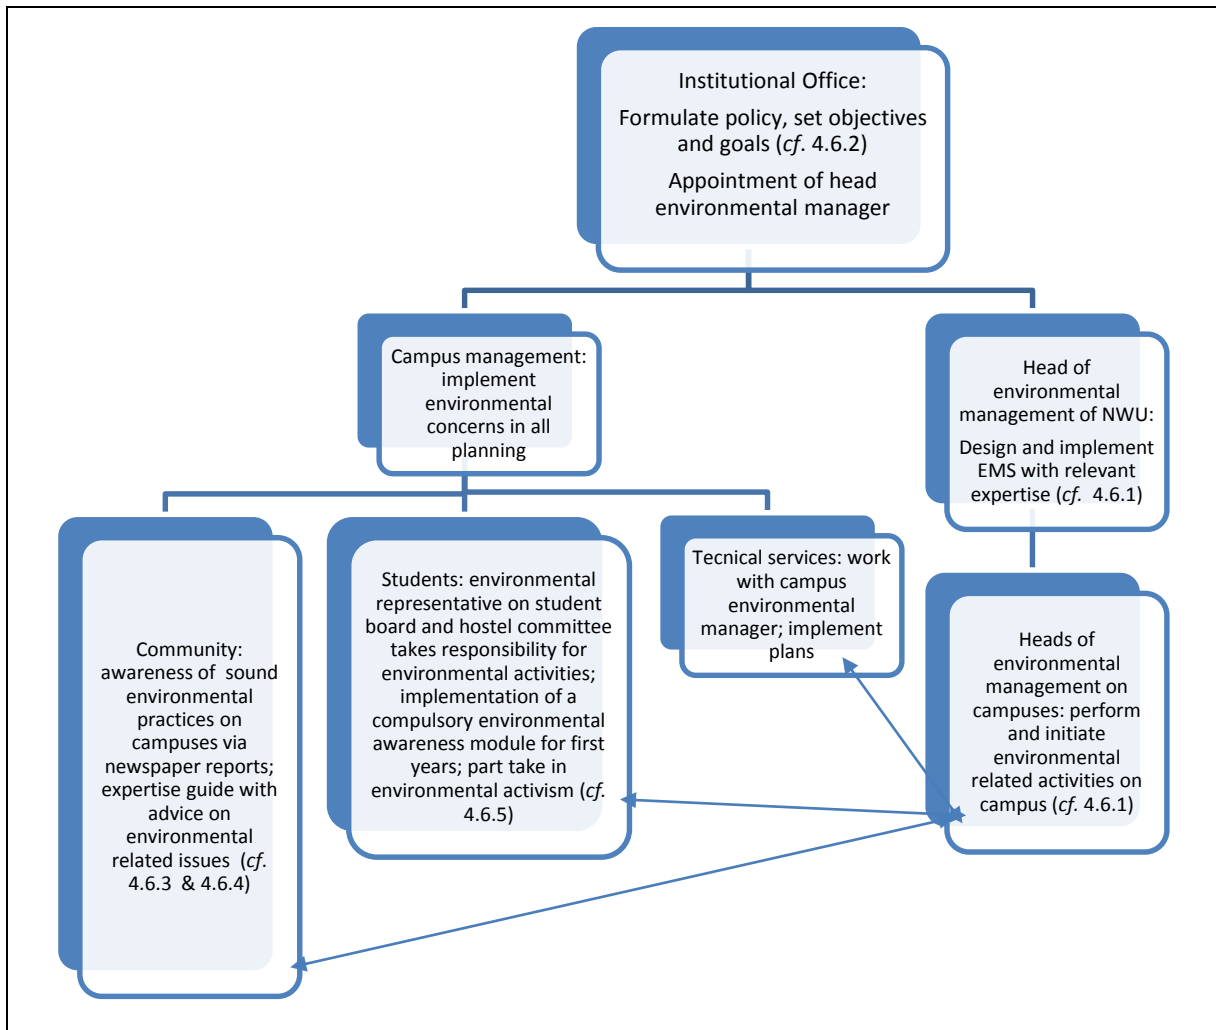 Institutional Office:
Formulate policy, set objectives
and goals (cf. 4.6.2)
Appointment of head
environmental manager
Campus management:
implement
environmental
concerns in all
planning
Head of
environmental
management of NWU:
Design and implement
EMS with relevant
expertise (cf. 4.6.1)
Community:
awareness of sound
environmental
practices on
campuses via
newspaper reports;
expertise guide with
advice on
environmental
related issues (cf.
4.6.3 & 4.6.4)
Students: environmental
representative on student
board and hostel committee
takes responsibility for
environmental activities;
implementation of a
compulsory environmental
awareness module for first
years; part take in
environmental activism (cf.
4.6.5)
Tecnical services: work
with campus
environmental
manager; implement
plans
Heads of
environmental
management on
campuses: perform
and initiate
environmental
related activities on
campus (cf. 4.6.1)